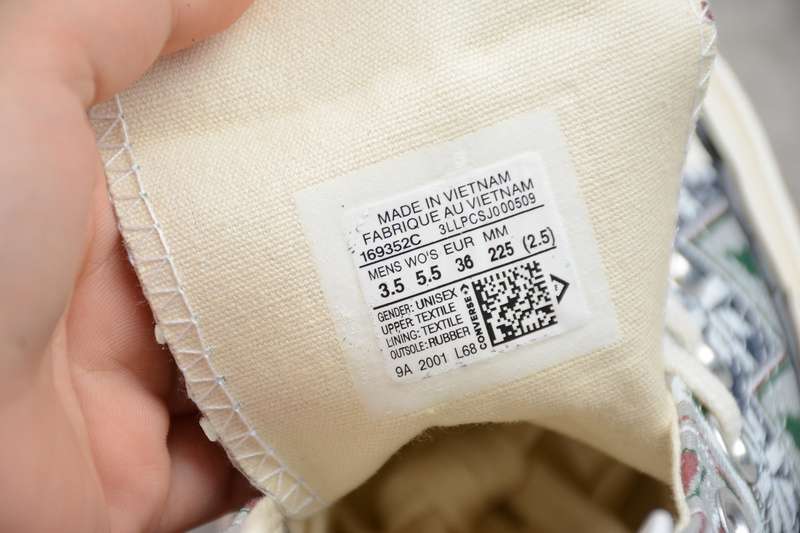 MADE IN VIETNAM
FABRIQUE AU VIETNAM
169352C 3LLPCSJ000509
MENS WO'S EUR MM
3.5 5.5 36 225 (2.5)
GENDER: UNISEX
UPPER: TEXTILE
LINING: TEXTILE
OUTSOLE: RUBBER
CONVERSE
9A 2001 L68